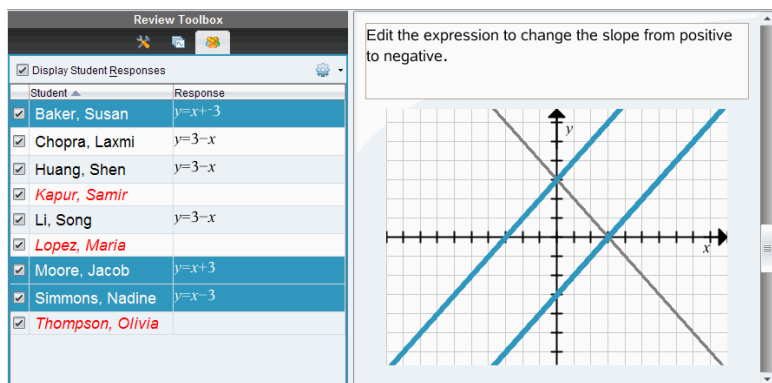 Review Toolbox
Display Student Responses
Student Response
Baker, Susan y=x+-3
Chopra, Laxmi y=3-x
Huang, Shen y=3-x
Kapur, Samir
Li, Song y=3-x
Lopez, Maria
Moore, Jacob y=x+3
Simmons, Nadine y=x-3
Thompson, Olivia
Edit the expression to change the slope from positive
to negative.
y
x